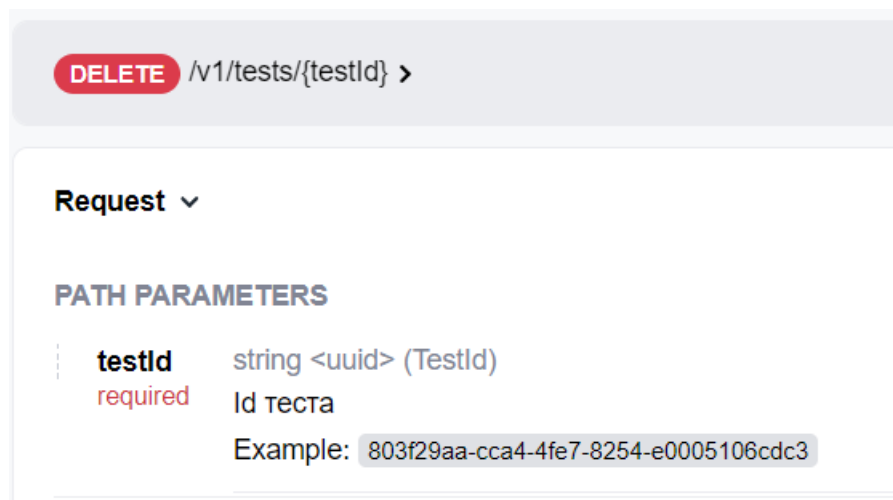 DELETE /v1/tests/{testId}
Request
PATH PARAMETERS
testId string <uuid> (TestId)
required Id теста
Example: 803f29aa-cca4-4fe7-8254-e0005106cdc3